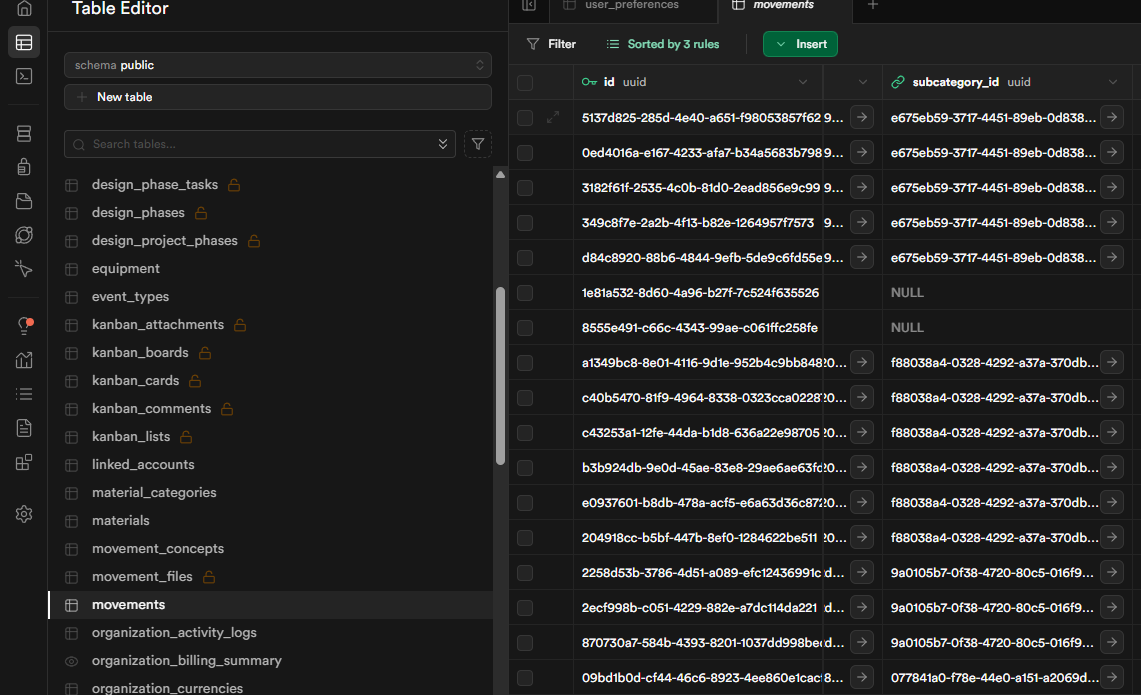 Table Editor
schema public
New table
Search tables...
design_phase_tasks
design_phases
design_project_phases
equipment
event_types
kanban_attachments
kanban_boards
kanban_cards
kanban_comments
kanban_lists
linked_accounts
material_categories
materials
movement_concepts
movement_files
movements
organization_activity_logs
organization_billing_summary
organization_currencies
user_preferences
movements
Filter
Sorted by 3 rules
Insert
id uuid
subcategory_id uuid
5137d825-285d-4e40-a651-f98053857f62 9... e675eb59-3717-4451-89eb-0d838...
0ed4016a-e167-4233-afa7-b34a5683b798 9... e675eb59-3717-4451-89eb-0d838...
3182f61f-2535-4c0b-81d0-2ead856e9c99 9... e675eb59-3717-4451-89eb-0d838...
349c8f7e-2a2b-4f13-b82e-1264957f7573 9... e675eb59-3717-4451-89eb-0d838...
d84c8920-88b6-4844-9efb-5de9c6fd55e 9... e675eb59-3717-4451-89eb-0d838...
1e81a532-8d60-4a96-b27f-7c524f635526 NULL
8555e491-c66c-4343-99ae-c061ffc258fe NULL
a1349bc8-8e01-4116-9d1e-952b4c9bb848 20... f88038a4-0328-4292-a37a-370db...
c40b5470-81f9-4964-8338-0323cca0228 20... f88038a4-0328-4292-a37a-370db...
c43253a1-12fe-44da-b1d8-636a22e98705 20... f88038a4-0328-4292-a37a-370db...
b3b924db-9e0d-45ae-83e8-29ae6ae63fc 20... f88038a4-0328-4292-a37a-370db...
e0937601-b8db-478a-acf5-e6a63d36c87 20... f88038a4-0328-4292-a37a-370db...
204918cc-b5bf-447b-8ef0-1284622be511 20... f88038a4-0328-4292-a37a-370db...
2258d53b-3786-4d51-a089-efc12436991c d... 9a0105b7-0f38-4720-80c5-016f9...
2ecf998b-c051-4229-882e-a7dc114da221 d... 9a0105b7-0f38-4720-80c5-016f9...
870730a7-584b-4393-8201-1037dd998be d... 9a0105b7-0f38-4720-80c5-016f9...
09bd1b0d-cf44-46c6-8923-4ee860e1cac 8... 077841a0-f78e-44e0-a151-a2069d...